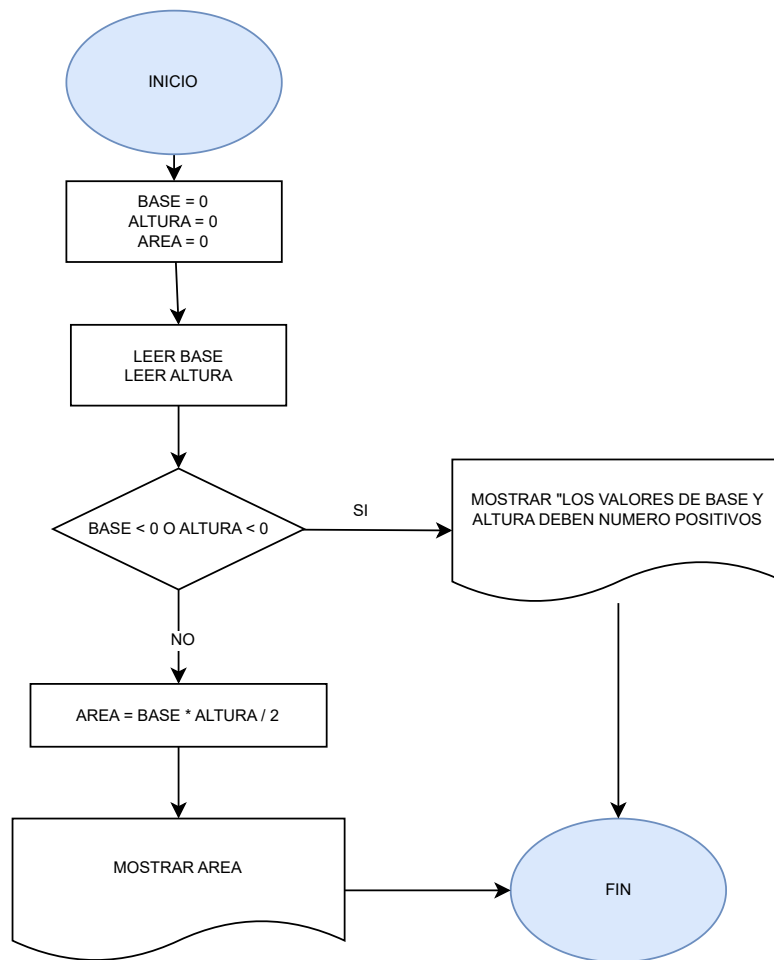 INICIO
BASE = 0
ALTURA = 0
AREA = 0
LEER BASE
LEER ALTURA
BASE < 0 O ALTURA < 0
SI
MOSTRAR "LOS VALORES DE BASE Y
ALTURA DEBEN NUMERO POSITIVOS
NO
AREA = BASE * ALTURA / 2
MOSTRAR AREA
FIN